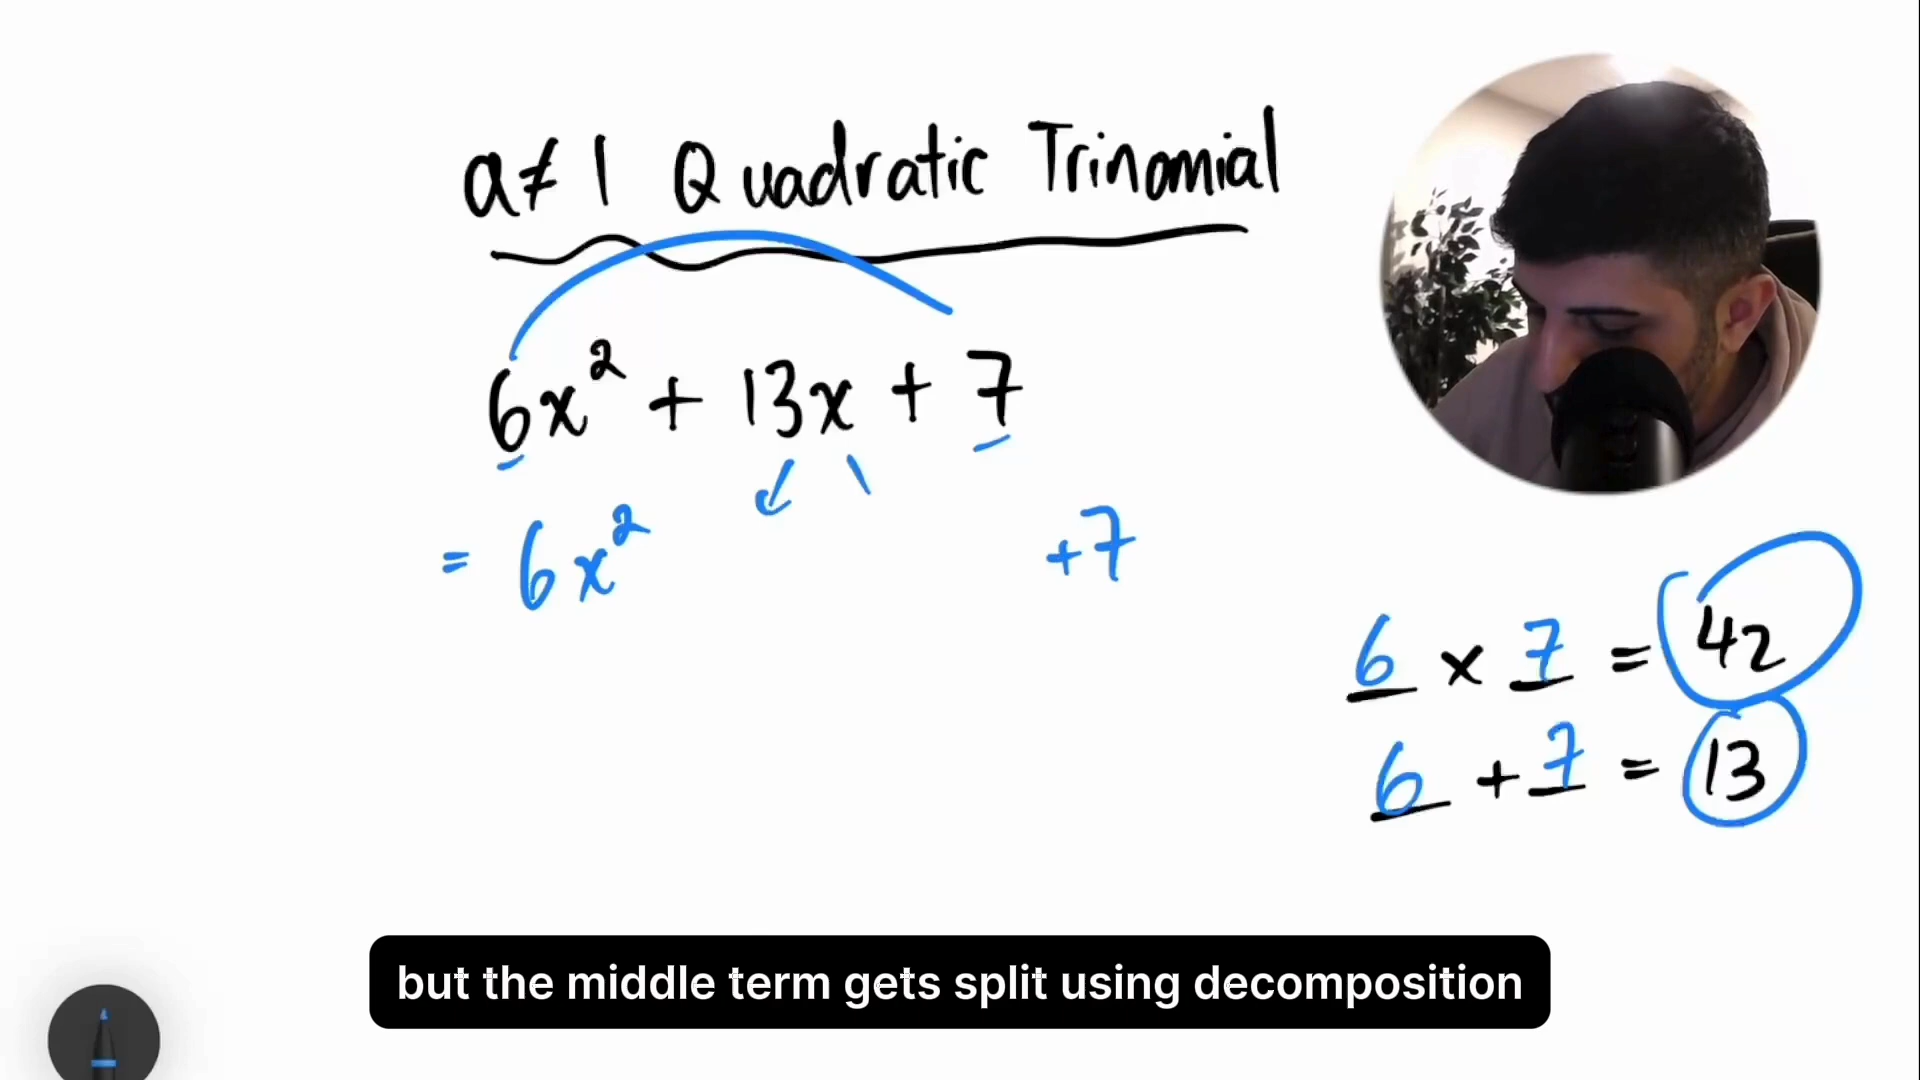 a≠1 Quadratic Trinomial
6x² + 13x + 7
= 6x² +7
6 x 7 = 42
6 + 7 = 13
but the middle term gets split using decomposition